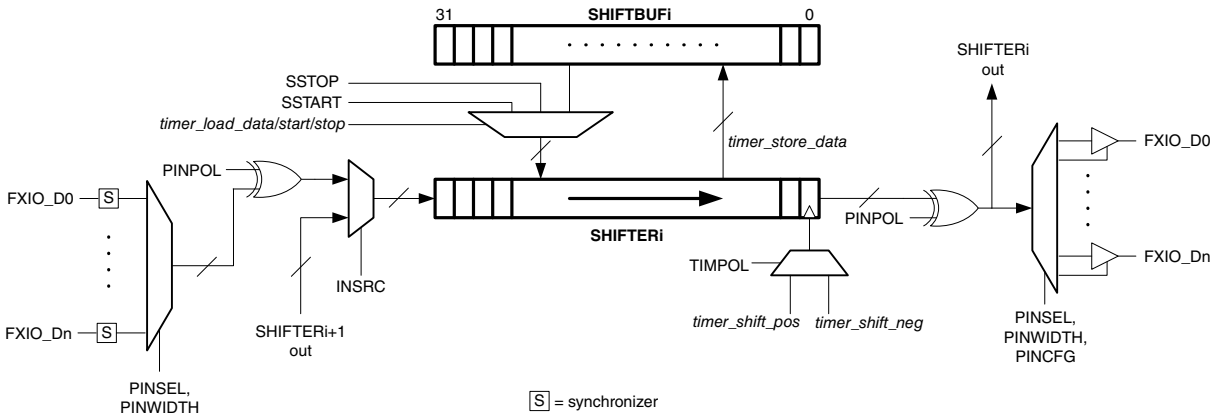 31 SHIFTBUFi 0
SHIFTERi
out
SSTOP
SSTART
timer_load_data/start/stop
timer_store_data
FXIO_D0
PINPOL
FXIO_D0
S
PINPOL
SHIFTERi
TIMPOL
FXIO_Dn
INSRC
timer_shift_pos timer_shift_neg
FXIO_Dn
S
SHIFTERi+1
out
PINSEL,
PINWIDTH,
PINCFG
PINSEL,
PINWIDTH
S = synchronizer